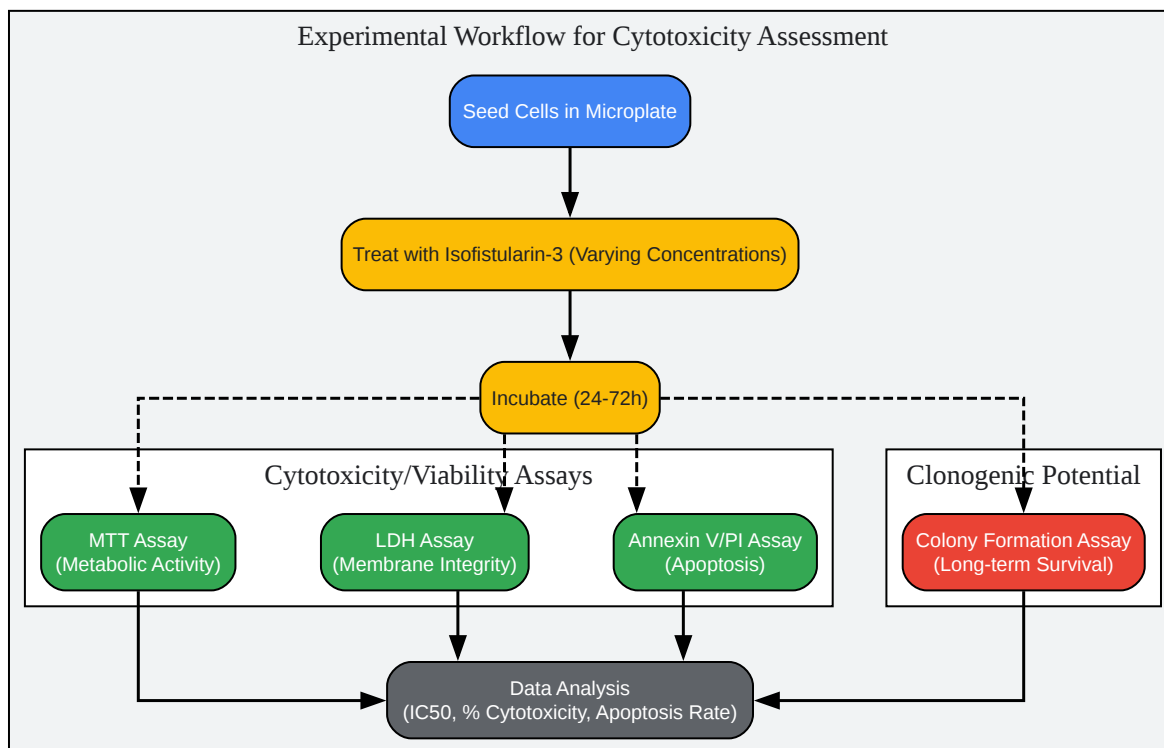 Experimental Workflow for Cytotoxicity Assessment
Seed Cells in Microplate
Treat with Isofistularin-3 (Varying Concentrations)
Incubate (24-72h)
Cytotoxicity/Viability Assays
Clonogenic Potential
MTT Assay
(Metabolic Activity)
LDH Assay
(Membrane Integrity)
Annexin V/PI Assay
(Apoptosis)
Colony Formation Assay
(Long-term Survival)
Data Analysis
(IC50, % Cytotoxicity, Apoptosis Rate)